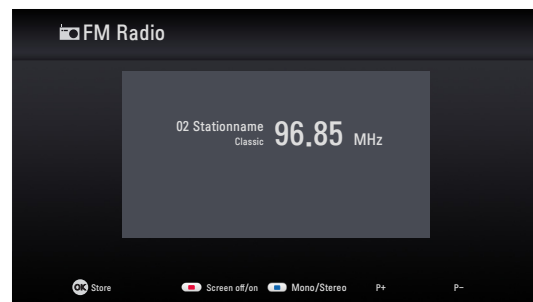 FM Radio
02 Stationname 96.85 MHz
Classic
OK Store Screen off/on Mono/Stereo P+ P−